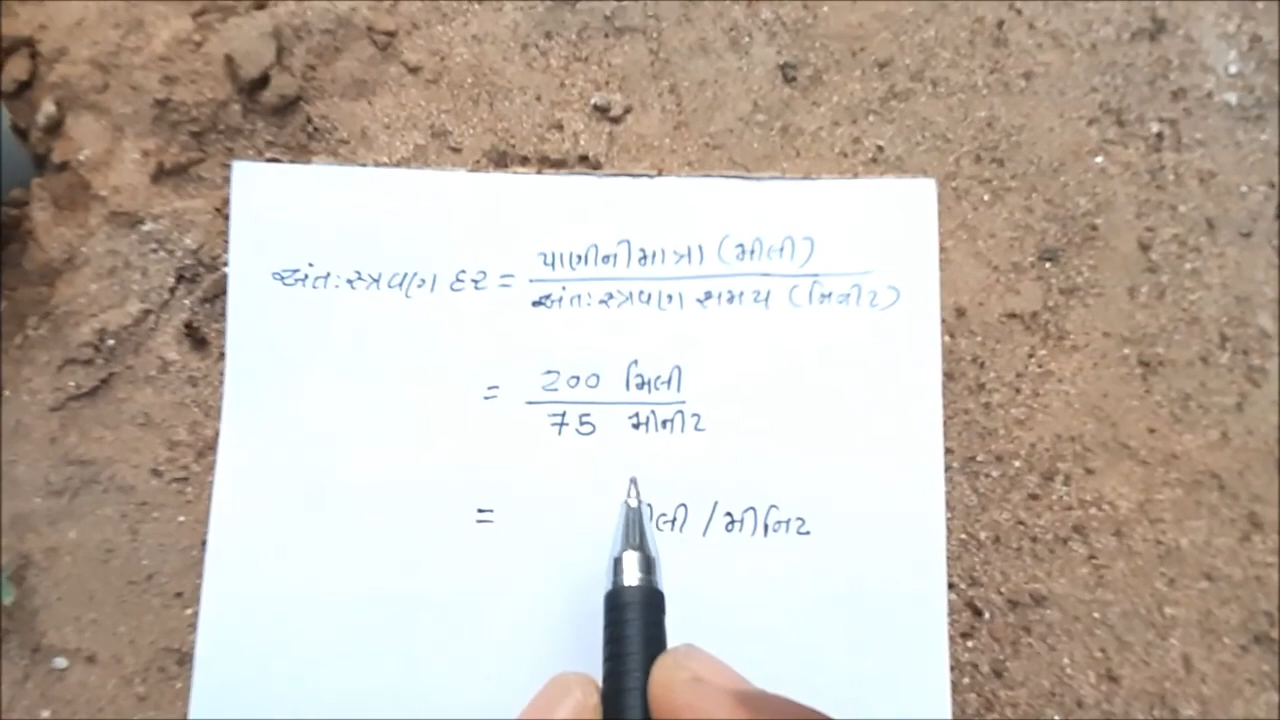 અંતઃસ્ત્રવણ દર = પાણીની માત્રા (મીલી) / અંતઃસ્ત્રવણ સમય (મિનીટ)
= 200 મિલી / 75 મીનીટ
= લી / મીનિટ